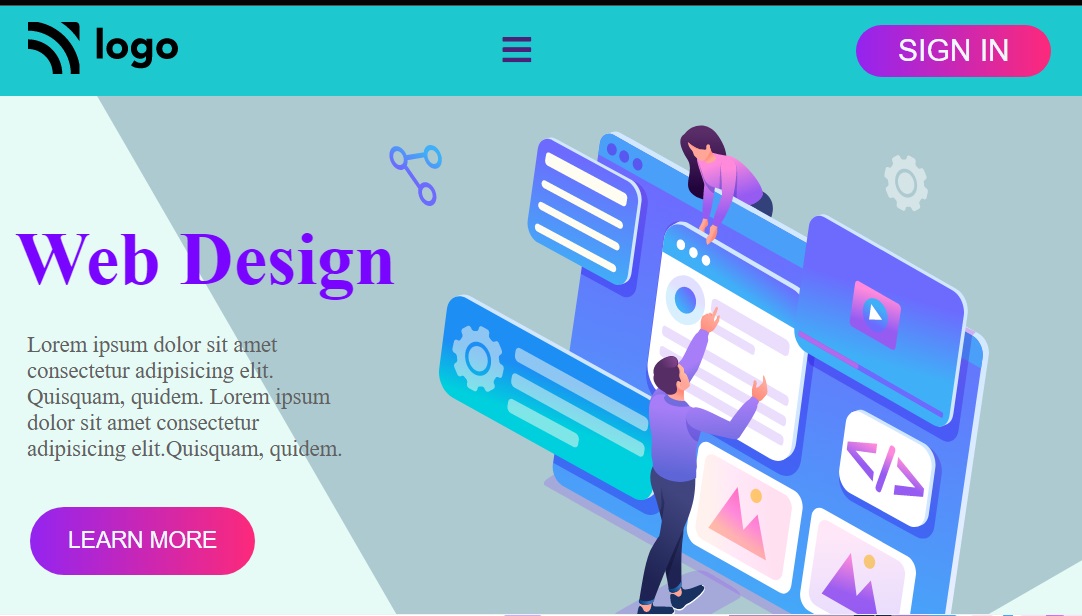 logo
SIGN IN
Web Design
Lorem ipsum dolor sit amet
consectetur adipisicing elit.
Quisquam, quidem. Lorem ipsum
dolor sit amet consectetur
adipisicing elit.Quisquam, quidem.
LEARN MORE